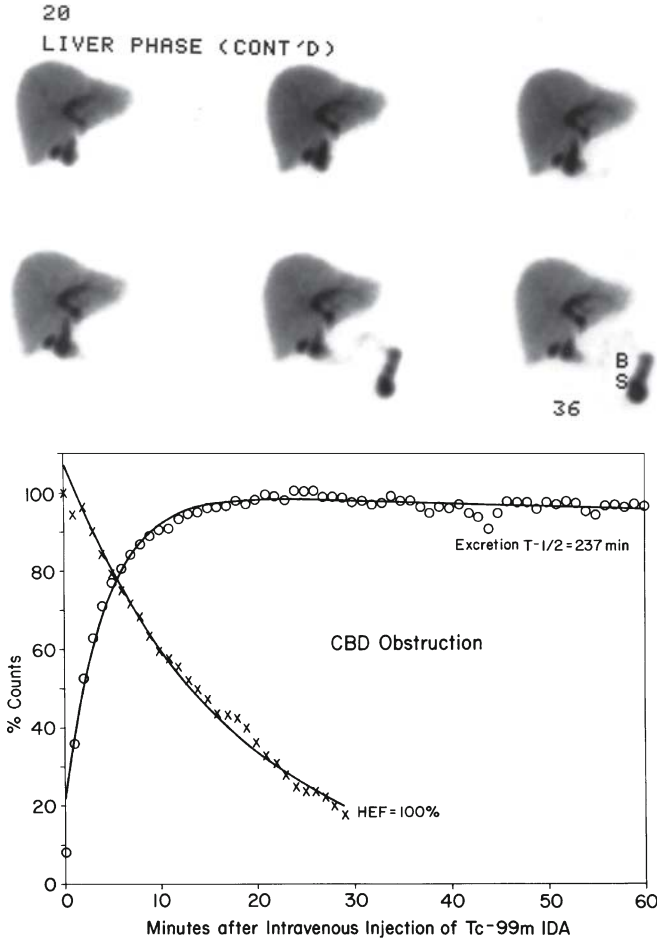 20
LIVER PHASE (CONT'D)
B
S
36
100
80
60
40
20
0
% Counts
Excretion T-1/2=237 min
CBD Obstruction
HEF=100%
0 10 20 30 40 50 60
Minutes after Intravenous Injection of Tc-99m IDA